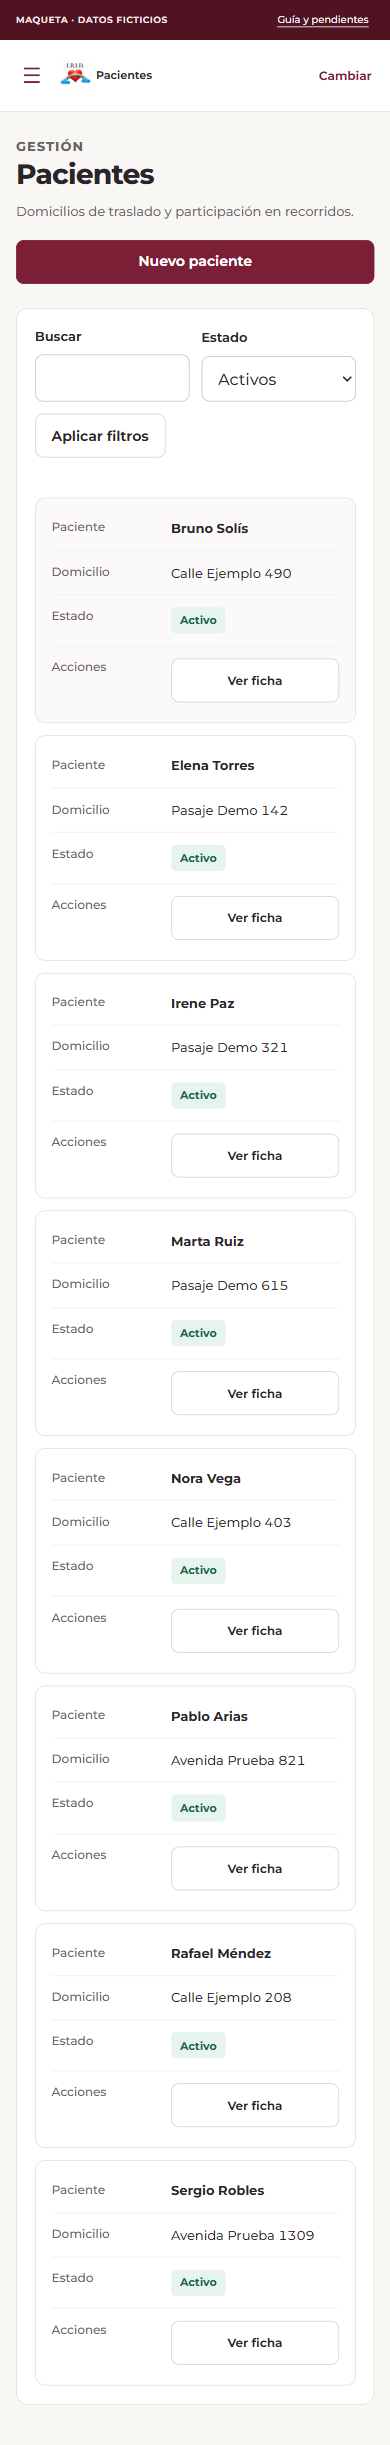 MAQUETA · DATOS FICTICIOS
Guía y pendientes
I.R.I.D.
Pacientes
Cambiar
GESTIÓN
Pacientes
Domicilios de traslado y participación en recorridos.
Nuevo paciente
Buscar
Estado
Activos
Aplicar filtros
Paciente Bruno Solís
Domicilio Calle Ejemplo 490
Estado Activo
Acciones Ver ficha
Paciente Elena Torres
Domicilio Pasaje Demo 142
Estado Activo
Acciones Ver ficha
Paciente Irene Paz
Domicilio Pasaje Demo 321
Estado Activo
Acciones Ver ficha
Paciente Marta Ruiz
Domicilio Pasaje Demo 615
Estado Activo
Acciones Ver ficha
Paciente Nora Vega
Domicilio Calle Ejemplo 403
Estado Activo
Acciones Ver ficha
Paciente Pablo Arias
Domicilio Avenida Prueba 821
Estado Activo
Acciones Ver ficha
Paciente Rafael Méndez
Domicilio Calle Ejemplo 208
Estado Activo
Acciones Ver ficha
Paciente Sergio Robles
Domicilio Avenida Prueba 1309
Estado Activo
Acciones Ver ficha